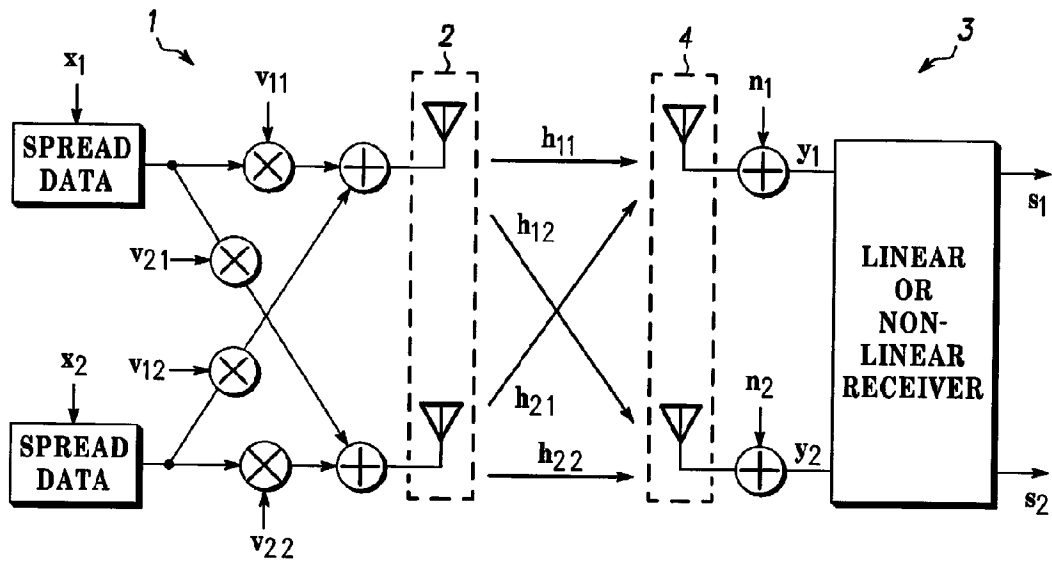 1
2
4
3
x1
v11
n1
SPREAD
DATA
h11
y1
s1
v21
h12
LINEAR
OR
NON-
LINEAR
RECEIVER
v12
x2
h21
n2
SPREAD
DATA
h22
y2
s2
v22